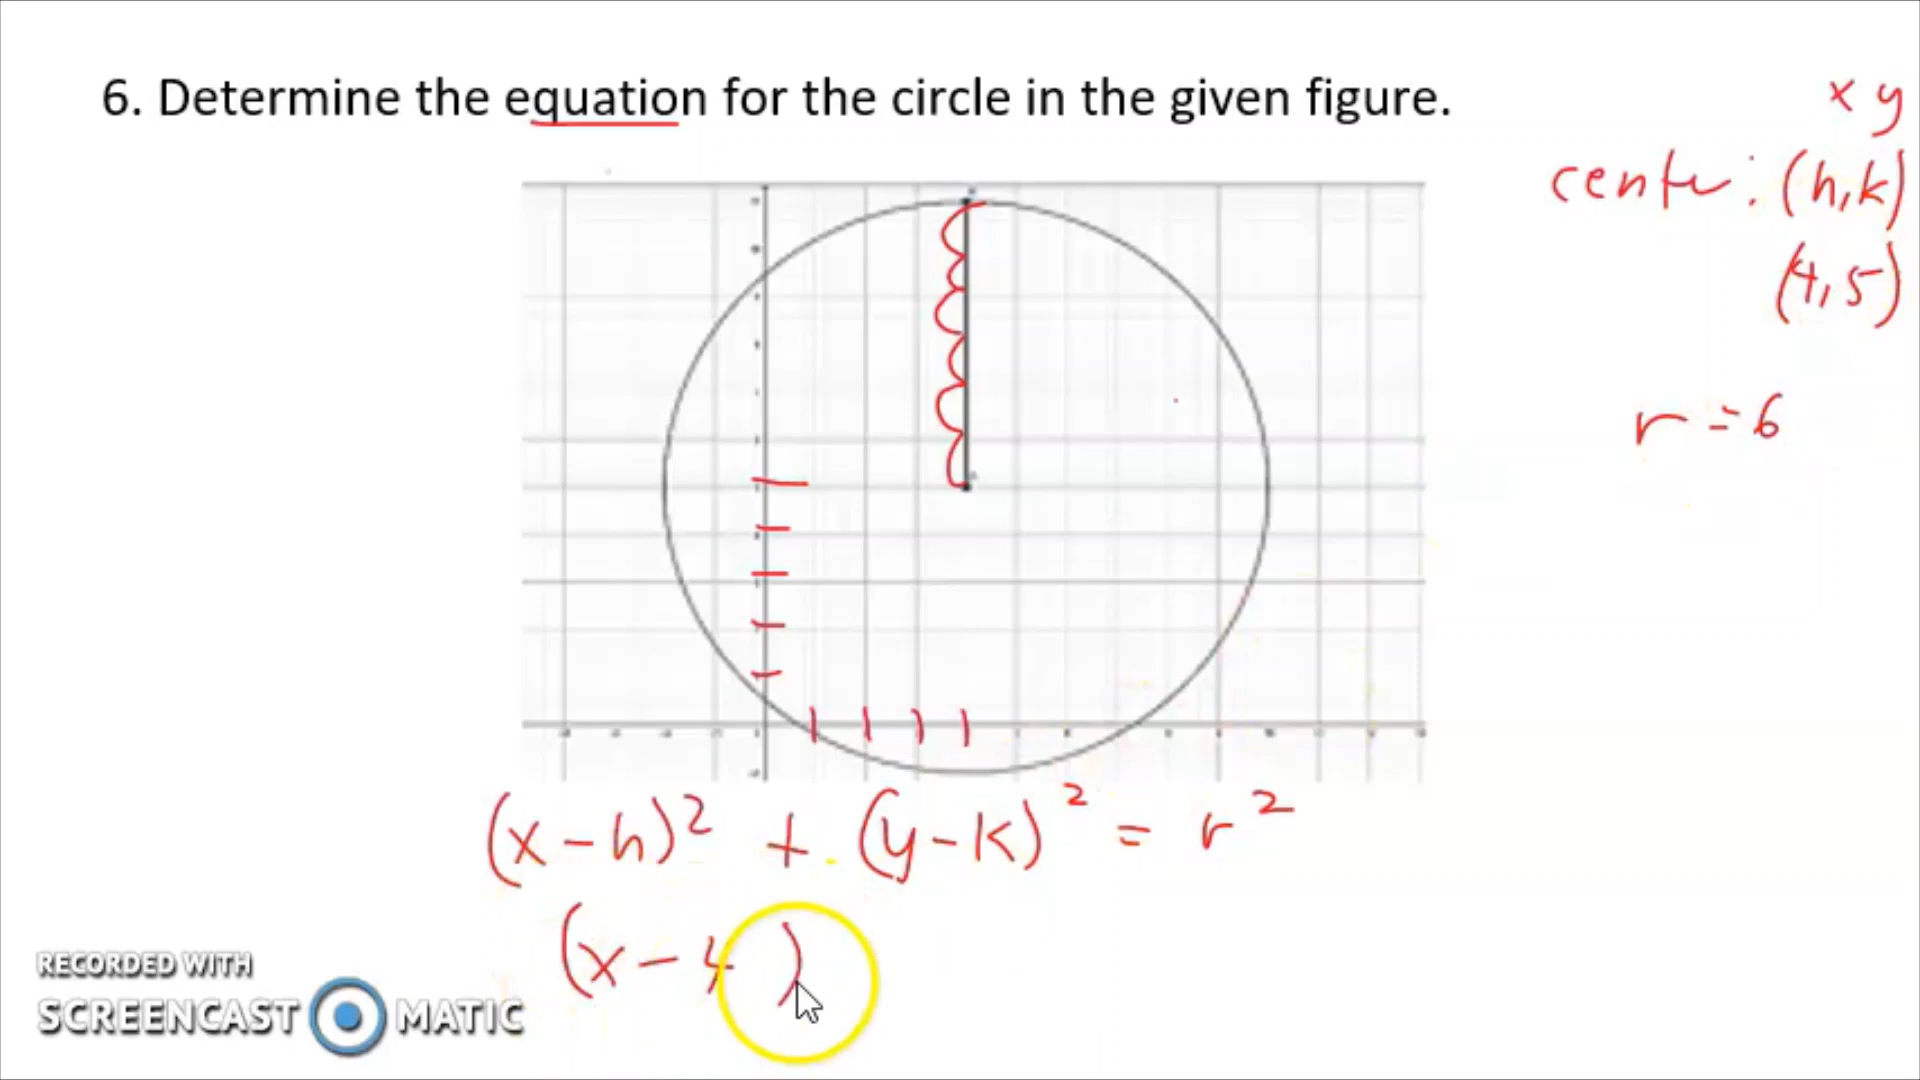 6. Determine the equation for the circle in the given figure.
x y
center: (h,k)
(4,5)
r = 6
(x-h)² + (y-k)² = r²
(x-4)
RECORDED WITH
SCREENCAST MATIC